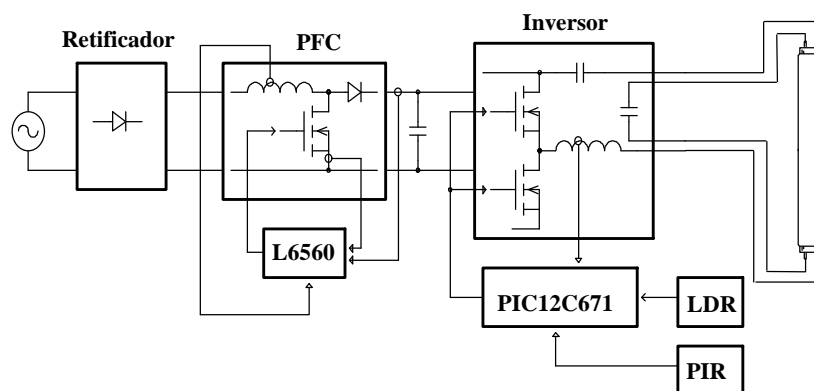 Retificador
PFC
Inversor
L6560
PIC12C671
LDR
PIR